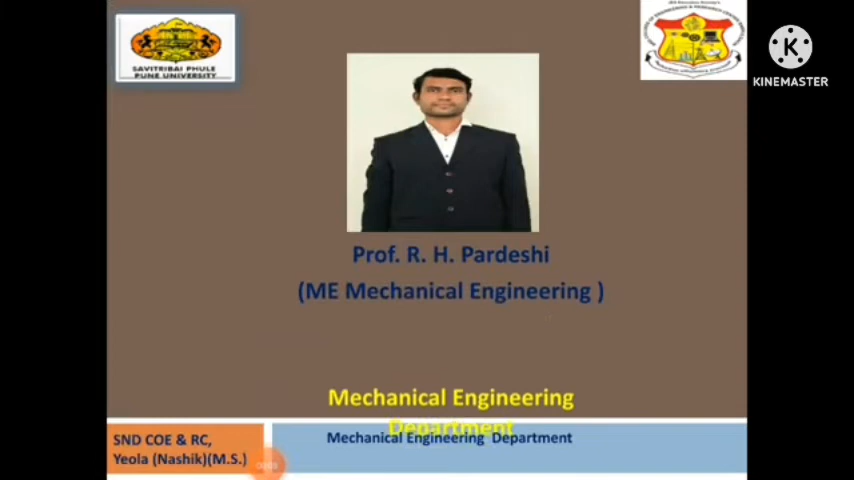 SAVITRIBAI PHULE
PUNE UNIVERSITY
KINEMASTER
Prof. R. H. Pardeshi
(ME Mechanical Engineering )
Mechanical Engineering
Department
SND COE & RC,
Yeola (Nashik)(M.S.)
Mechanical Engineering Department